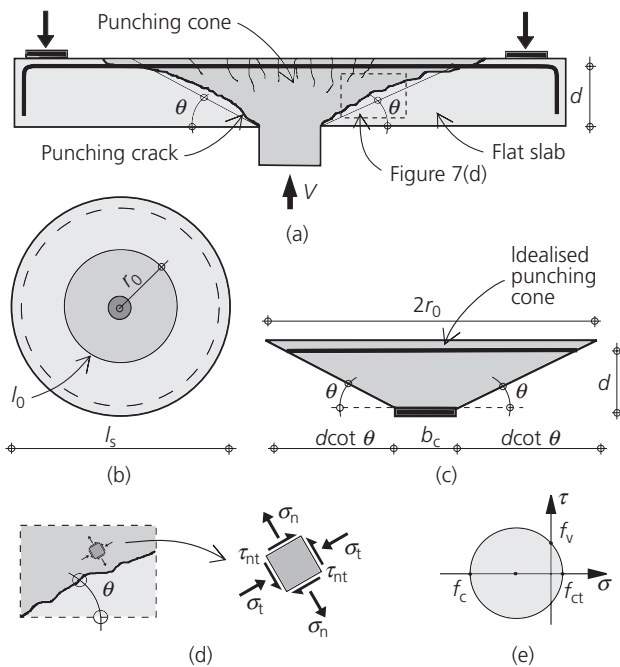 Punching cone
θ
θ
d
Punching crack
Flat slab
Figure 7(d)
V
(a)
r0
l0
ls
(b)
Idealised
punching
cone
2r0
θ
θ
d
dcot θ
bc
dcot θ
(c)
θ
σn
τnt
σt
σt
τnt
σn
(d)
τ
fv
fc
fct
σ
(e)